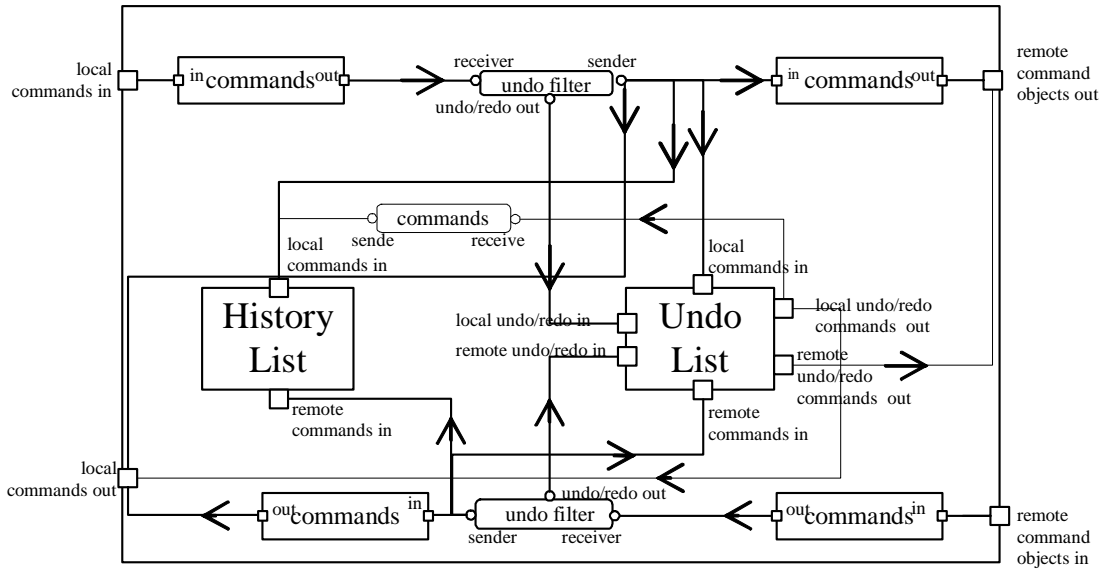 local
commands in
in commands out
receiver
sender
undo filter
undo/redo out
in commands out
remote
command
objects out
commands
sende
receive
local
commands in
local
commands in
History
List
Undo
List
local undo/redo in
remote undo/redo in
local undo/redo
commands out
remote
undo/redo
commands out
remote
commands in
remote
commands in
local
commands out
out commands in
undo/redo out
undo filter
sender
receiver
out commands in
remote
command
objects in